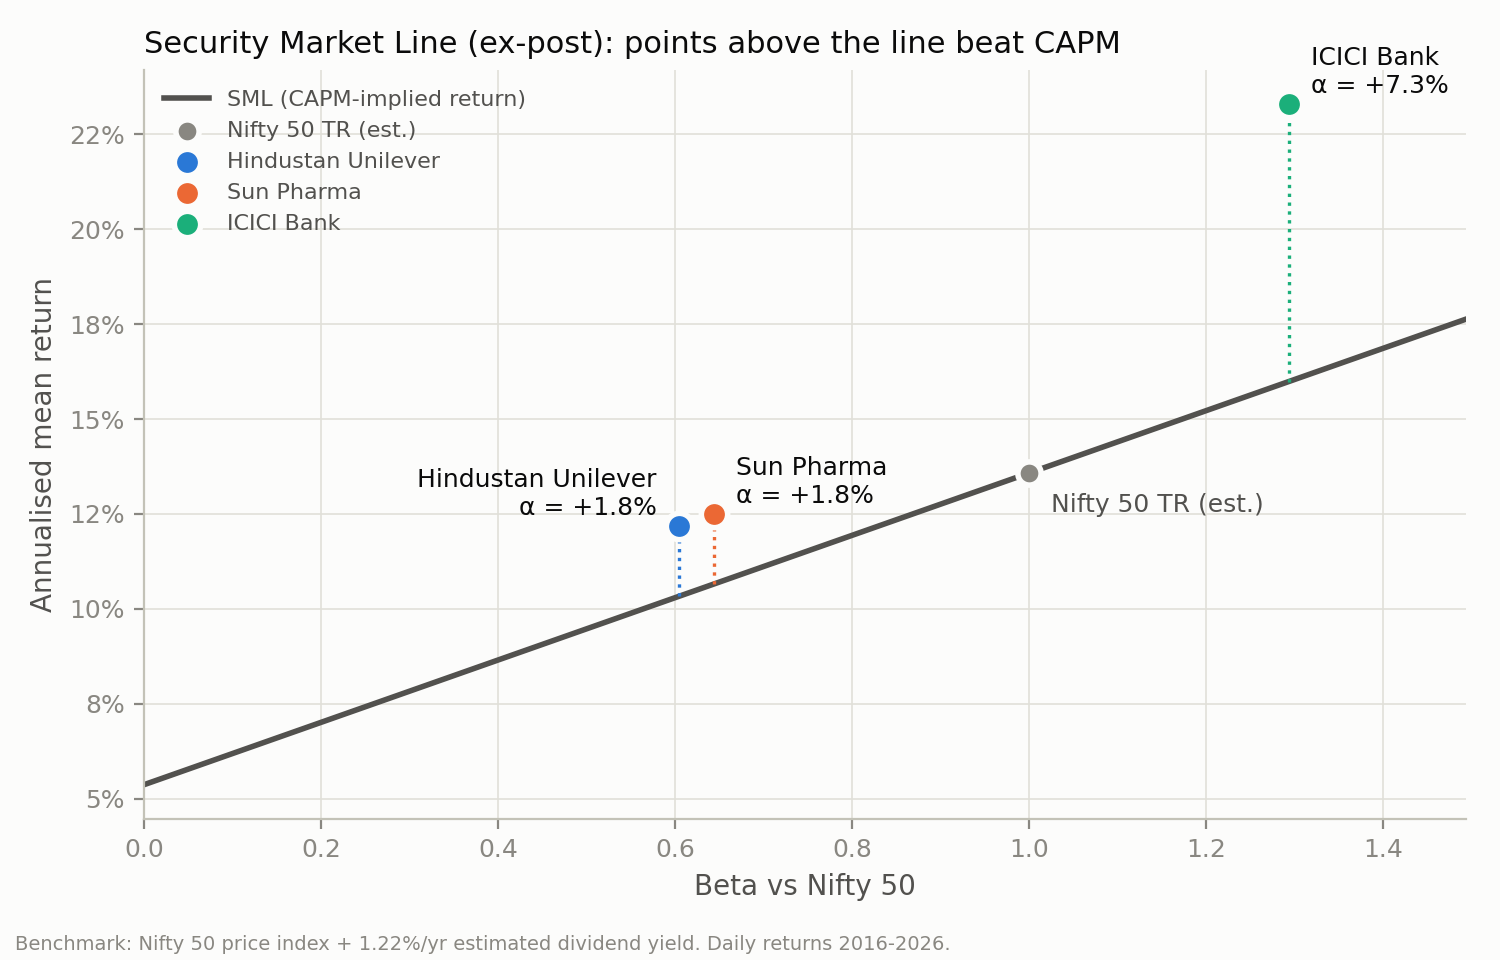 Security Market Line (ex-post): points above the line beat CAPM
ICICI Bank
α = +7.3%
SML (CAPM-implied return)
Nifty 50 TR (est.)
Hindustan Unilever
Sun Pharma
ICICI Bank
22%
20%
18%
15%
12%
10%
8%
5%
Annualised mean return
Hindustan Unilever
α = +1.8%
Sun Pharma
α = +1.8%
Nifty 50 TR (est.)
0.0 0.2 0.4 0.6 0.8 1.0 1.2 1.4
Beta vs Nifty 50
Benchmark: Nifty 50 price index + 1.22%/yr estimated dividend yield. Daily returns 2016-2026.